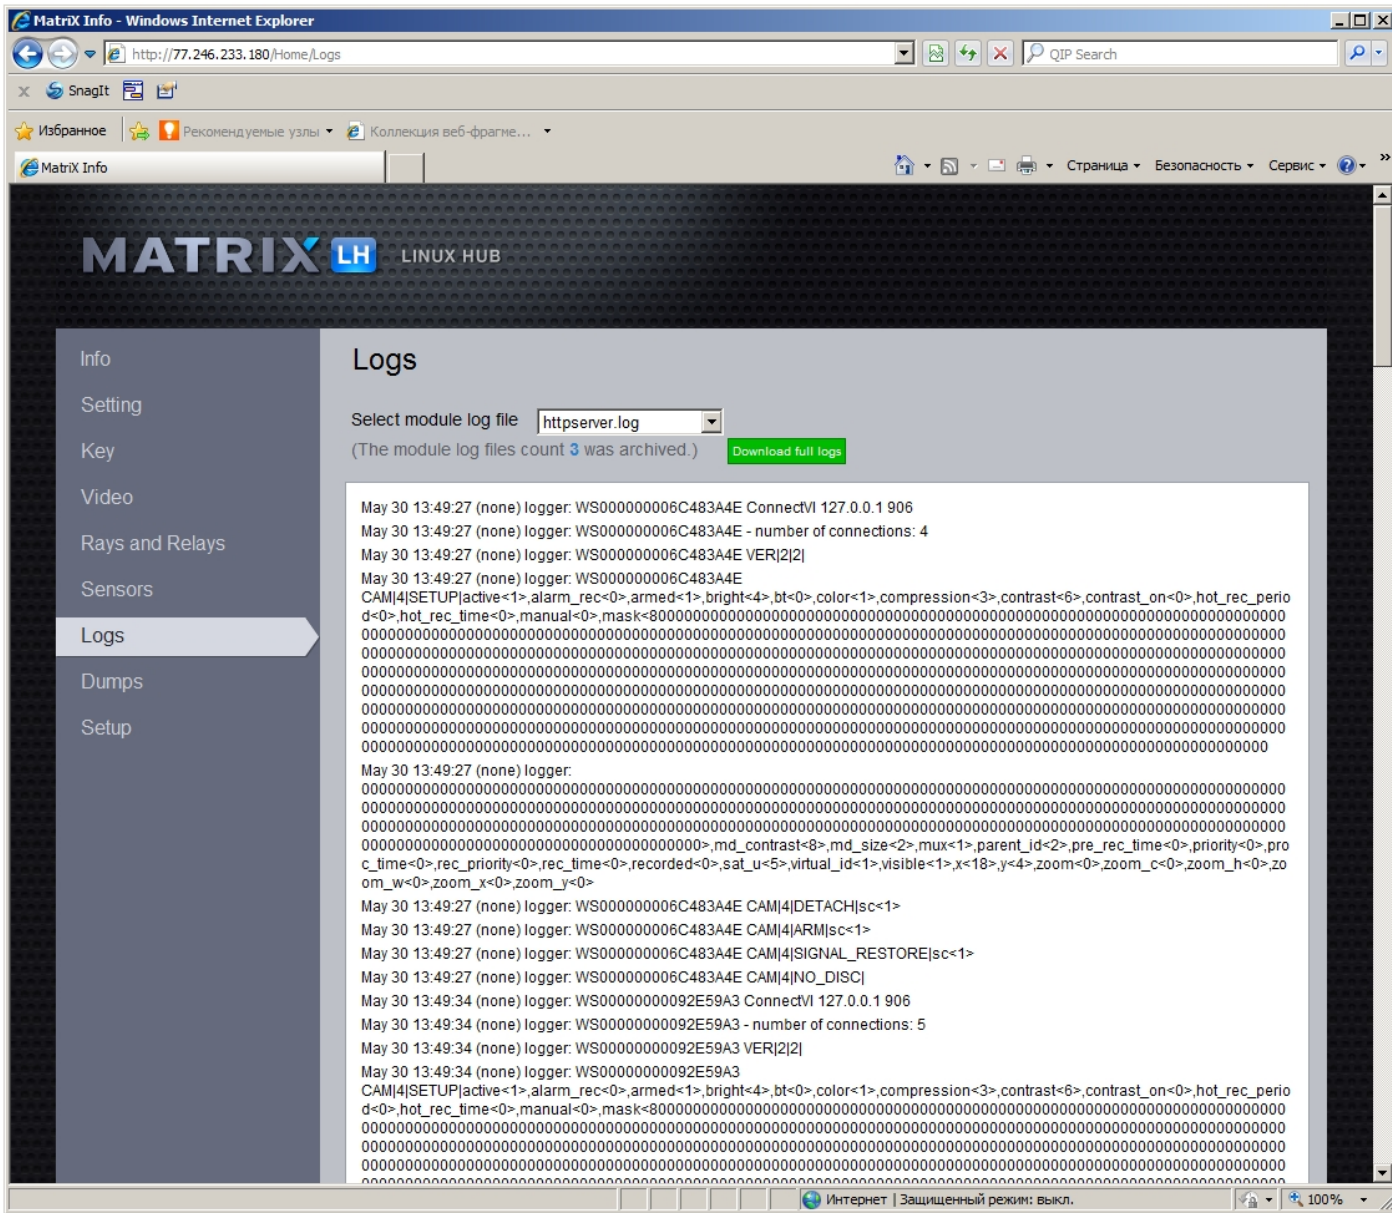 MatriX Info - Windows Internet Explorer
http://77.246.233.180/Home/Logs
QIP Search
x SnagIt
Избранное
Рекомендуемые узлы
Коллекция веб-фрагме...
MatriX Info
Страница
Безопасность
Сервис
»
MATRIX LH LINUX HUB
Info
Setting
Key
Video
Rays and Relays
Sensors
Logs
Dumps
Setup
Logs
Select module log file httpserver.log
(The module log files count 3 was archived.) Download full logs
May 30 13:49:27 (none) logger: WS000000006C483A4E ConnectVI 127.0.0.1 906
May 30 13:49:27 (none) logger: WS000000006C483A4E - number of connections: 4
May 30 13:49:27 (none) logger: WS000000006C483A4E VER|2|2|
May 30 13:49:27 (none) logger: WS000000006C483A4E
CAM|4|SETUP|active<1>,alarm_rec<0>,armed<1>,bright<4>,bt<0>,color<1>,compression<3>,contrast<6>,contrast_on<0>,hot_rec_perio
d<0>,hot_rec_time<0>,manual<0>
May 30 13:49:27 (none) logger:
,md_contrast<8>,md_size<2>,mux<1>,parent_id<2>,pre_rec_time<0>,priority<0>,pro
c_time<0>,rec_priority<0>,rec_time<0>,recorded<0>,sat_u<5>,virtual_id<1>,visible<1>,x<18>,y<4>,zoom<0>,zoom_c<0>,zoom_h<0>,zo
om_w<0>,zoom_x<0>,zoom_y<0>
May 30 13:49:27 (none) logger: WS000000006C483A4E CAM|4|DETACH|sc<1>
May 30 13:49:27 (none) logger: WS000000006C483A4E CAM|4|ARM|sc<1>
May 30 13:49:27 (none) logger: WS000000006C483A4E CAM|4|SIGNAL_RESTORE|sc<1>
May 30 13:49:27 (none) logger: WS000000006C483A4E CAM|4|NO_DISC|
May 30 13:49:34 (none) logger: WS00000000092E59A3 ConnectVI 127.0.0.1 906
May 30 13:49:34 (none) logger: WS00000000092E59A3 - number of connections: 5
May 30 13:49:34 (none) logger: WS00000000092E59A3 VER|2|2|
May 30 13:49:34 (none) logger: WS00000000092E59A3
CAM|4|SETUP|active<1>,alarm_rec<0>,armed<1>,bright<4>,bt<0>,color<1>,compression<3>,contrast<6>,contrast_on<0>,hot_rec_perio
d<0>,hot_rec_time<0>,manual<0>
Интернет | Защищенный режим: выкл.
100%